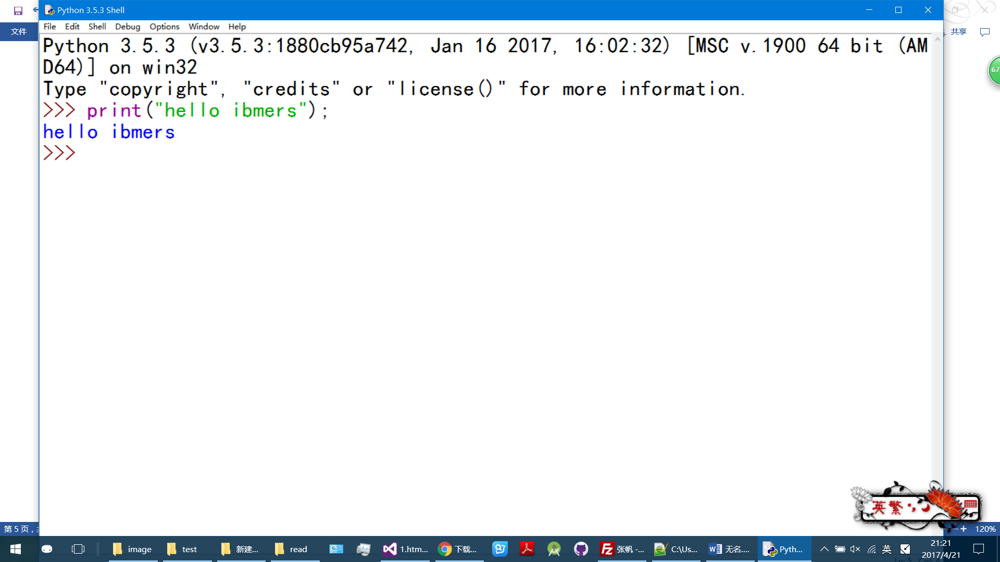 Python 3.5.3 Shell
File Edit Shell Debug Options Window Help
文件
共享
Python 3.5.3 (v3.5.3:1880cb95a742, Jan 16 2017, 16:02:32) [MSC v.1900 64 bit (AM
D64)] on win32
Type "copyright", "credits" or "license()" for more information.
>>> print("hello ibmers");
hello ibmers
>>>
67
英 繁
第 5 页，
120%
image
test
新建...
read
1.htm...
下载...
张帆 -...
C:\Us...
无名....
Pyth...
英
21:21
2017/4/21